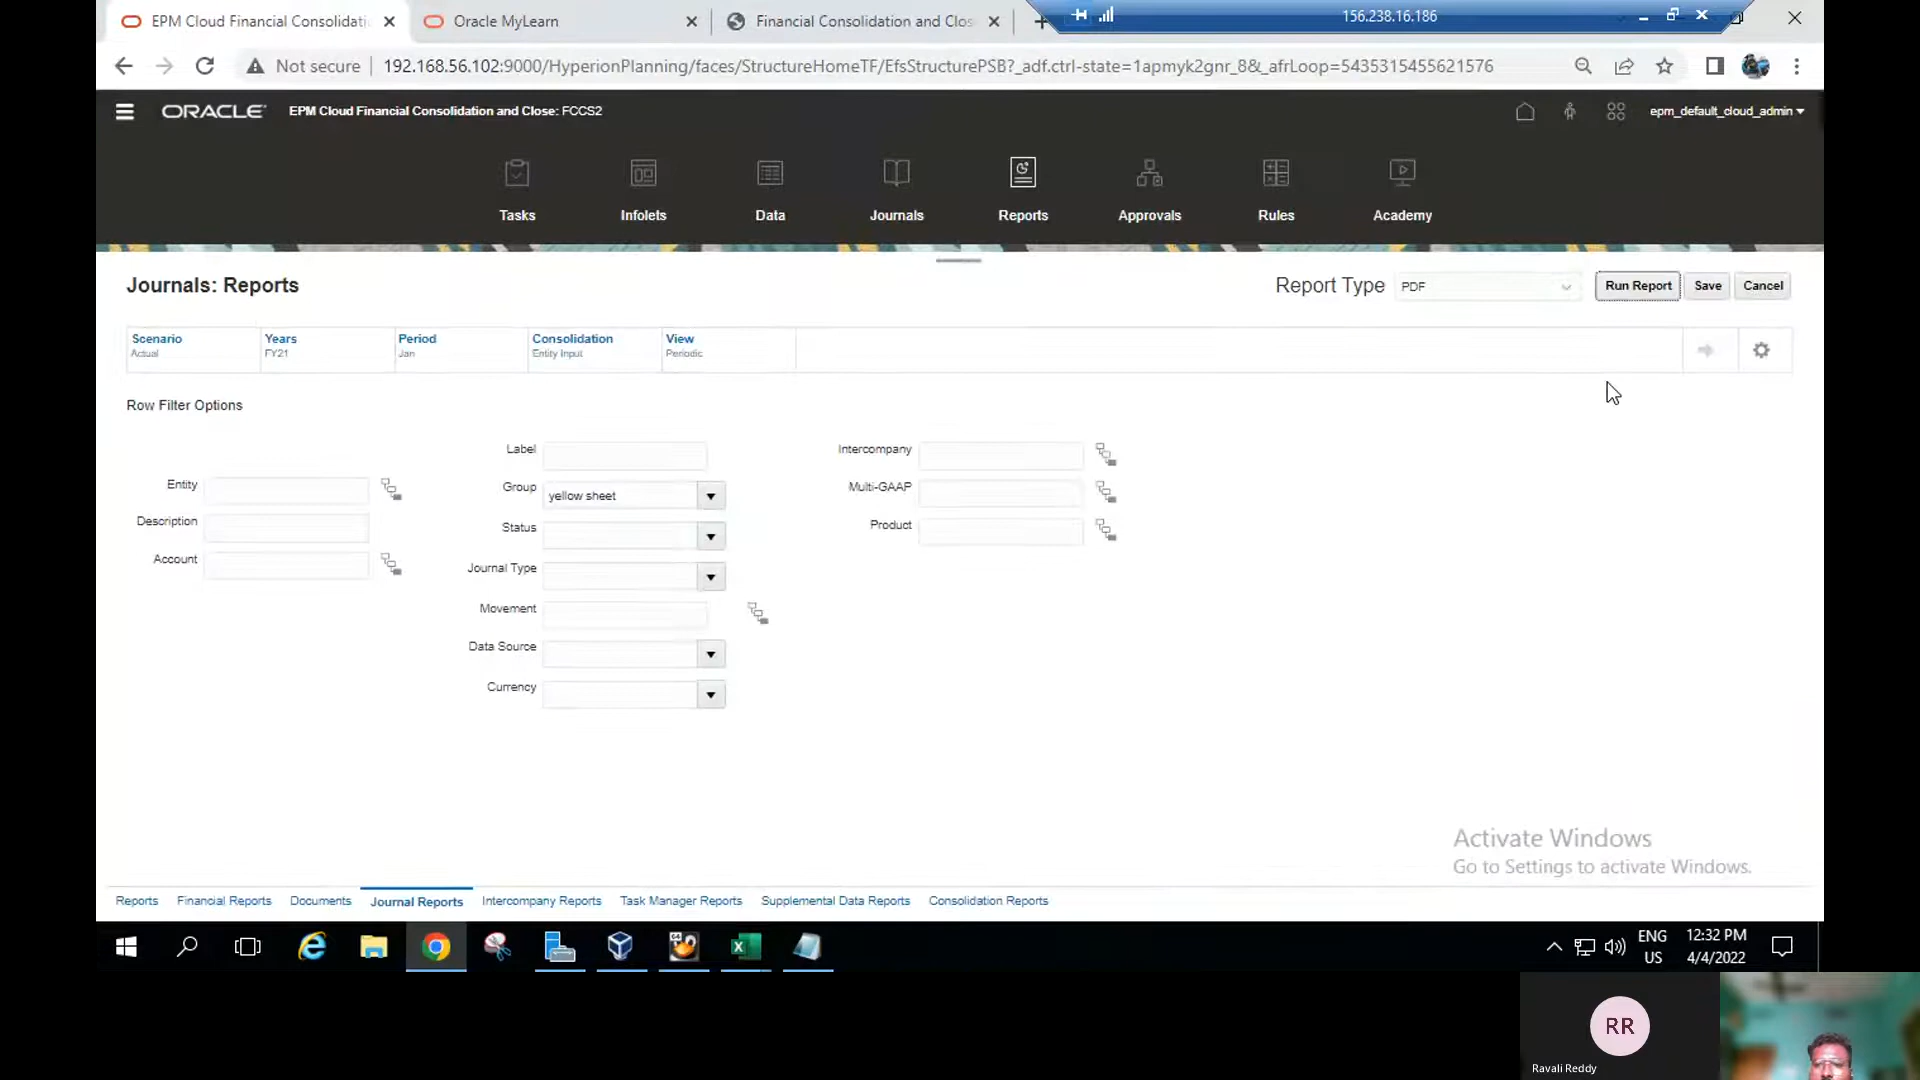 EPM Cloud Financial Consolidati
Oracle MyLearn
Financial Consolidation and Clos
156.238.16.186
Not secure
192.168.56.102:9000/HyperionPlanning/faces/StructureHomeTF/EfsStructurePSB?_adf.ctrl-state=1apmyk2gnr_8&_afrLoop=5435315455621576
ORACLE
EPM Cloud Financial Consolidation and Close: FCCS2
epm_default_cloud_admin
Tasks
Infolets
Data
Journals
Reports
Approvals
Rules
Academy
Journals: Reports
Report Type
PDF
Run Report
Save
Cancel
Scenario
Actual
Years
FY21
Period
Jan
Consolidation
Entity Input
View
Periodic
Row Filter Options
Entity
Description
Account
Label
Group
yellow sheet
Status
Journal Type
Movement
Data Source
Currency
Intercompany
Multi-GAAP
Product
Activate Windows
Go to Settings to activate Windows.
Reports
Financial Reports
Documents
Journal Reports
Intercompany Reports
Task Manager Reports
Supplemental Data Reports
Consolidation Reports
ENG
US
12:32 PM
4/4/2022
RR
Ravali Reddy